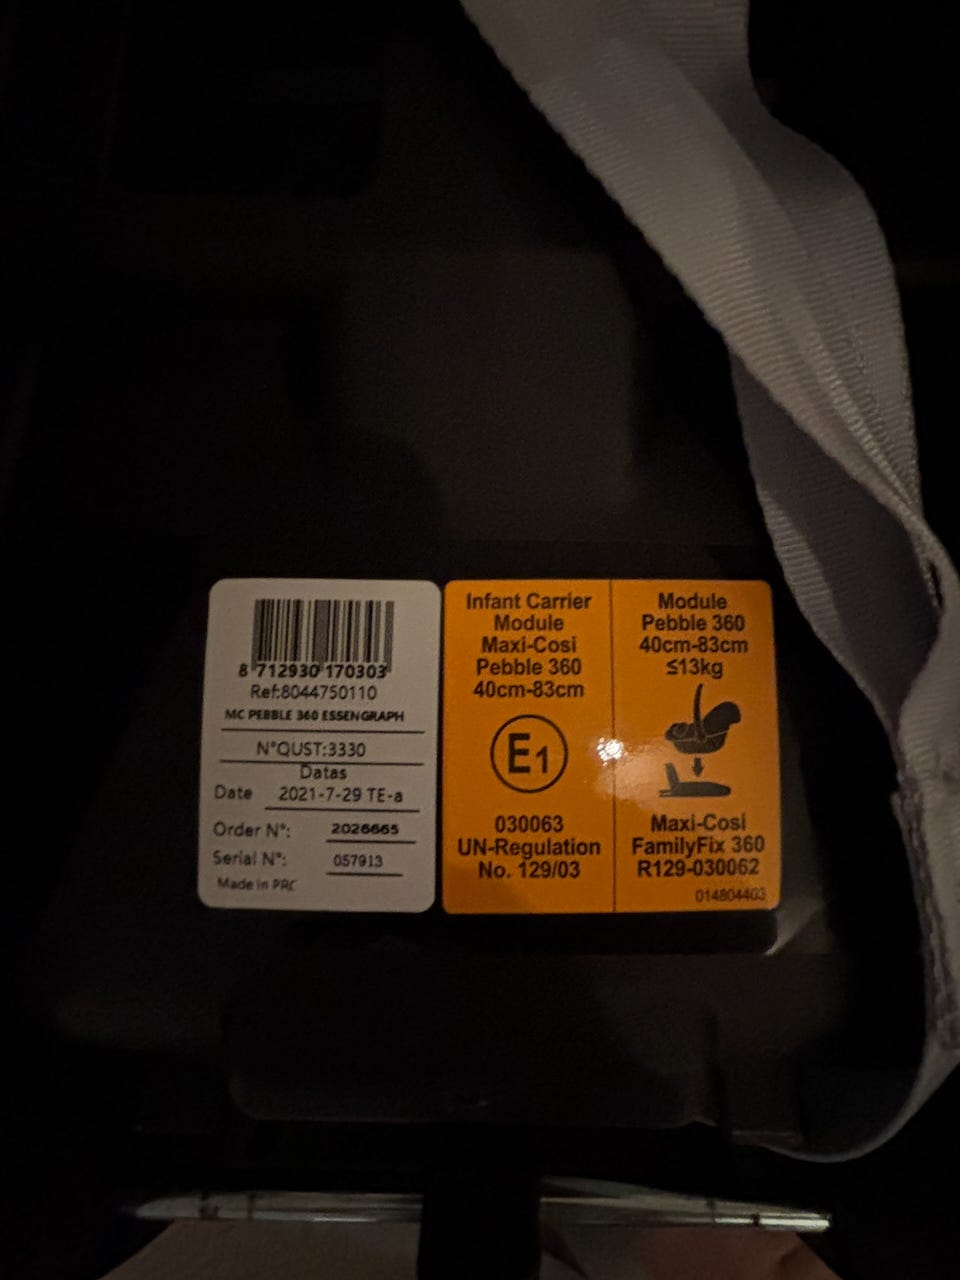 8 712930 170303
Ref:8044750110
MC PEBBLE 360 ESSENGRAPH
N°QUST:3330
Datas
Date 2021-7-29 TE-a
Order N°: 2026665
Serial N°: 057913
Made in PRC
Infant Carrier
Module
Maxi-Cosi
Pebble 360
40cm-83cm
E1
030063
UN-Regulation
No. 129/03
Module
Pebble 360
40cm-83cm
≤13kg
Maxi-Cosi
FamilyFix 360
R129-030062
014804403